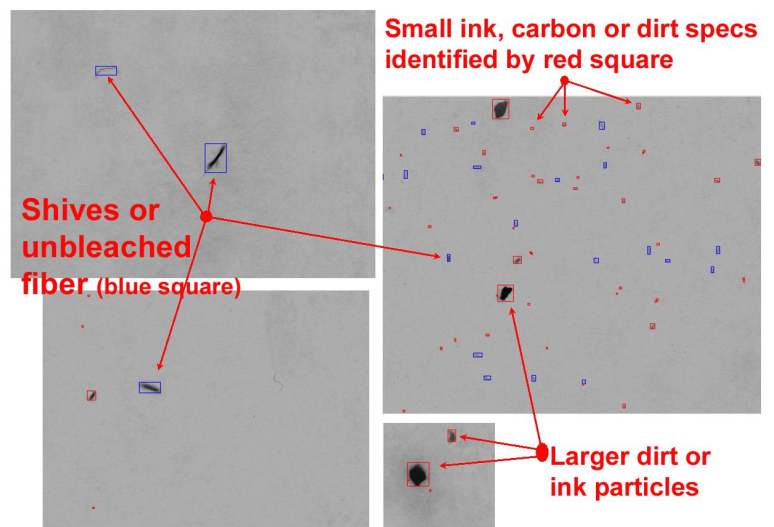 Small ink, carbon or dirt specs
identified by red square
Shives or
unbleached
fiber (blue square)
Larger dirt or
ink particles